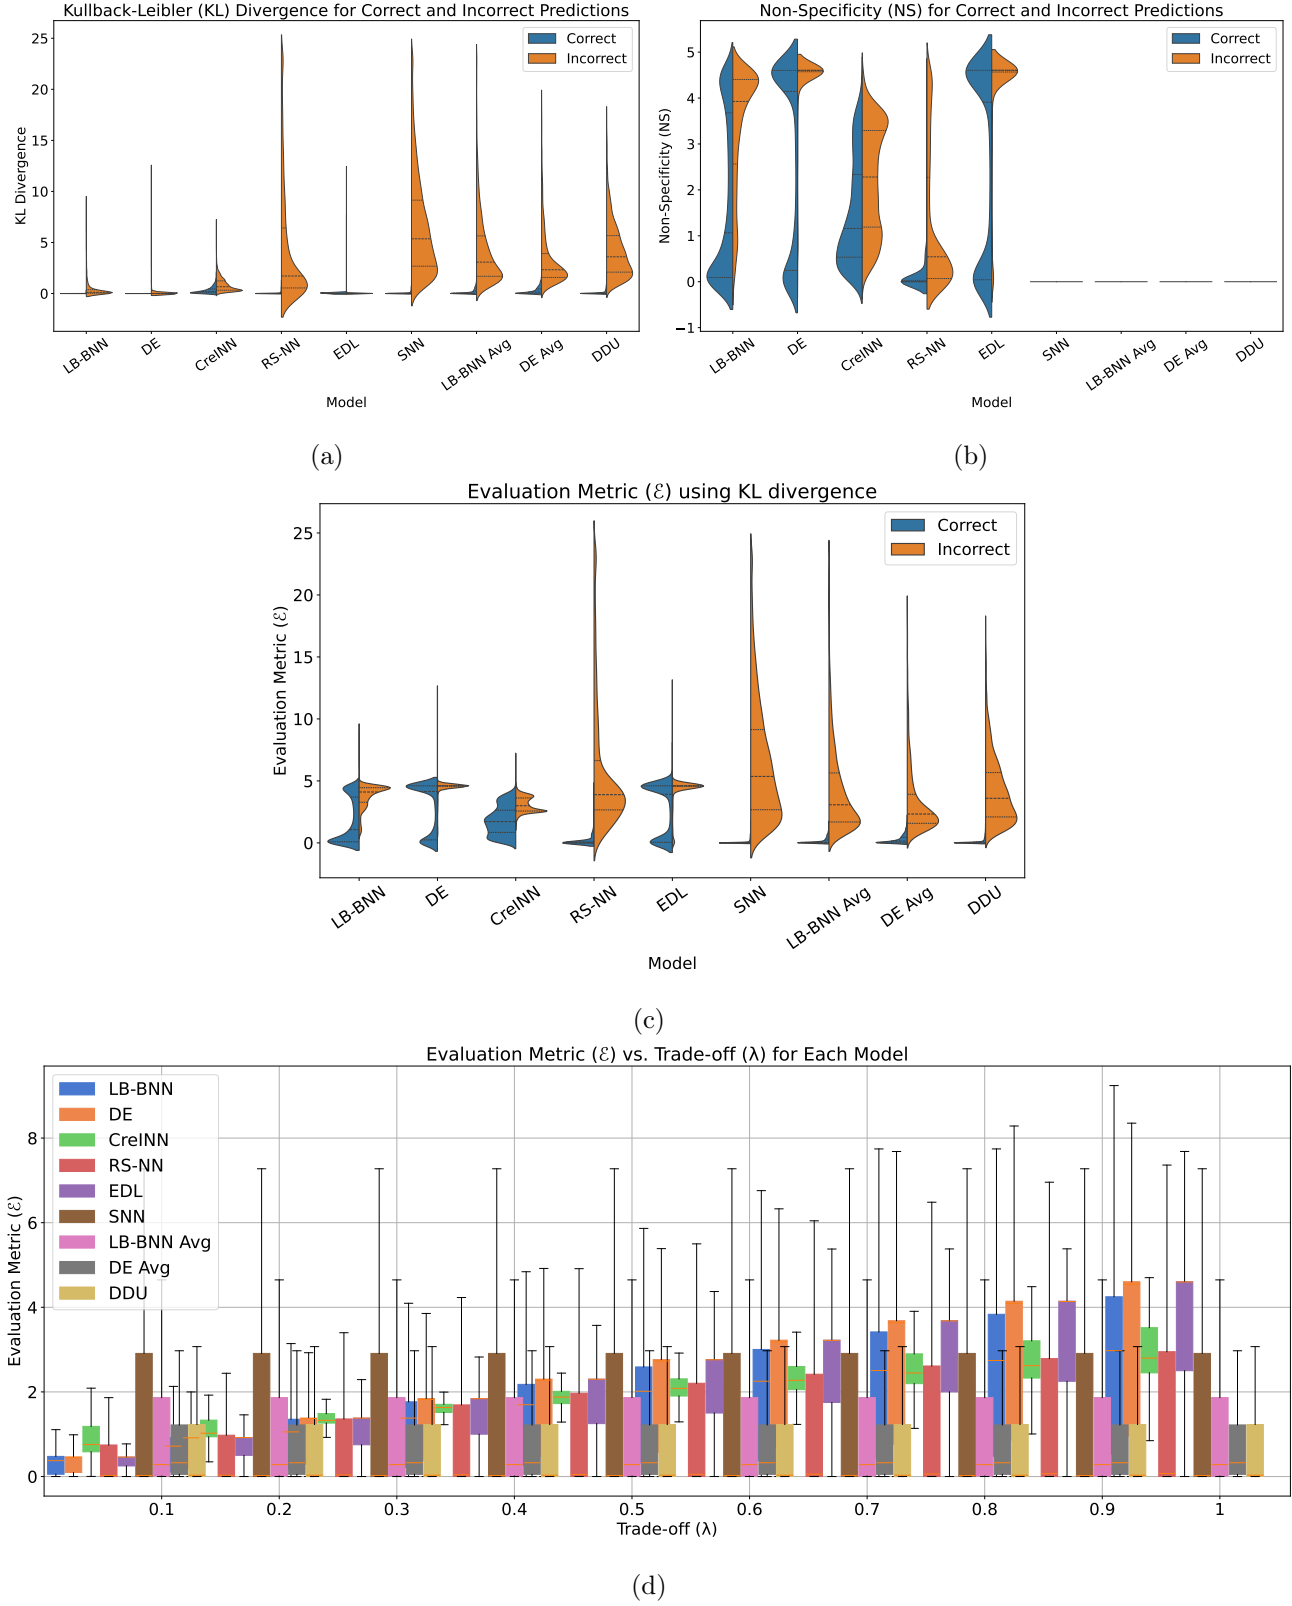 Kullback-Leibler (KL) Divergence for Correct and Incorrect Predictions
25
20
15
10
5
0
KL Divergence
Correct
Incorrect
LB-BNN
DE
CreINN
RS-NN
EDL
SNN
LB-BNN Avg
DE Avg
DDU
Model
(a)
Non-Specificity (NS) for Correct and Incorrect Predictions
5
4
3
2
1
0
−1
Non-Specificity (NS)
Correct
Incorrect
LB-BNN
DE
CreINN
RS-NN
EDL
SNN
LB-BNN Avg
DE Avg
DDU
Model
(b)
Evaluation Metric (ℰ) using KL divergence
25
20
15
10
5
0
Evaluation Metric (ℰ)
Correct
Incorrect
LB-BNN
DE
CreINN
RS-NN
EDL
SNN
LB-BNN Avg
DE Avg
DDU
Model
(c)
Evaluation Metric (ℰ) vs. Trade-off (λ) for Each Model
8
6
4
2
0
Evaluation Metric (ℰ)
LB-BNN
DE
CreINN
RS-NN
EDL
SNN
LB-BNN Avg
DE Avg
DDU
0.1 0.2 0.3 0.4 0.5 0.6 0.7 0.8 0.9 1
Trade-off (λ)
(d)